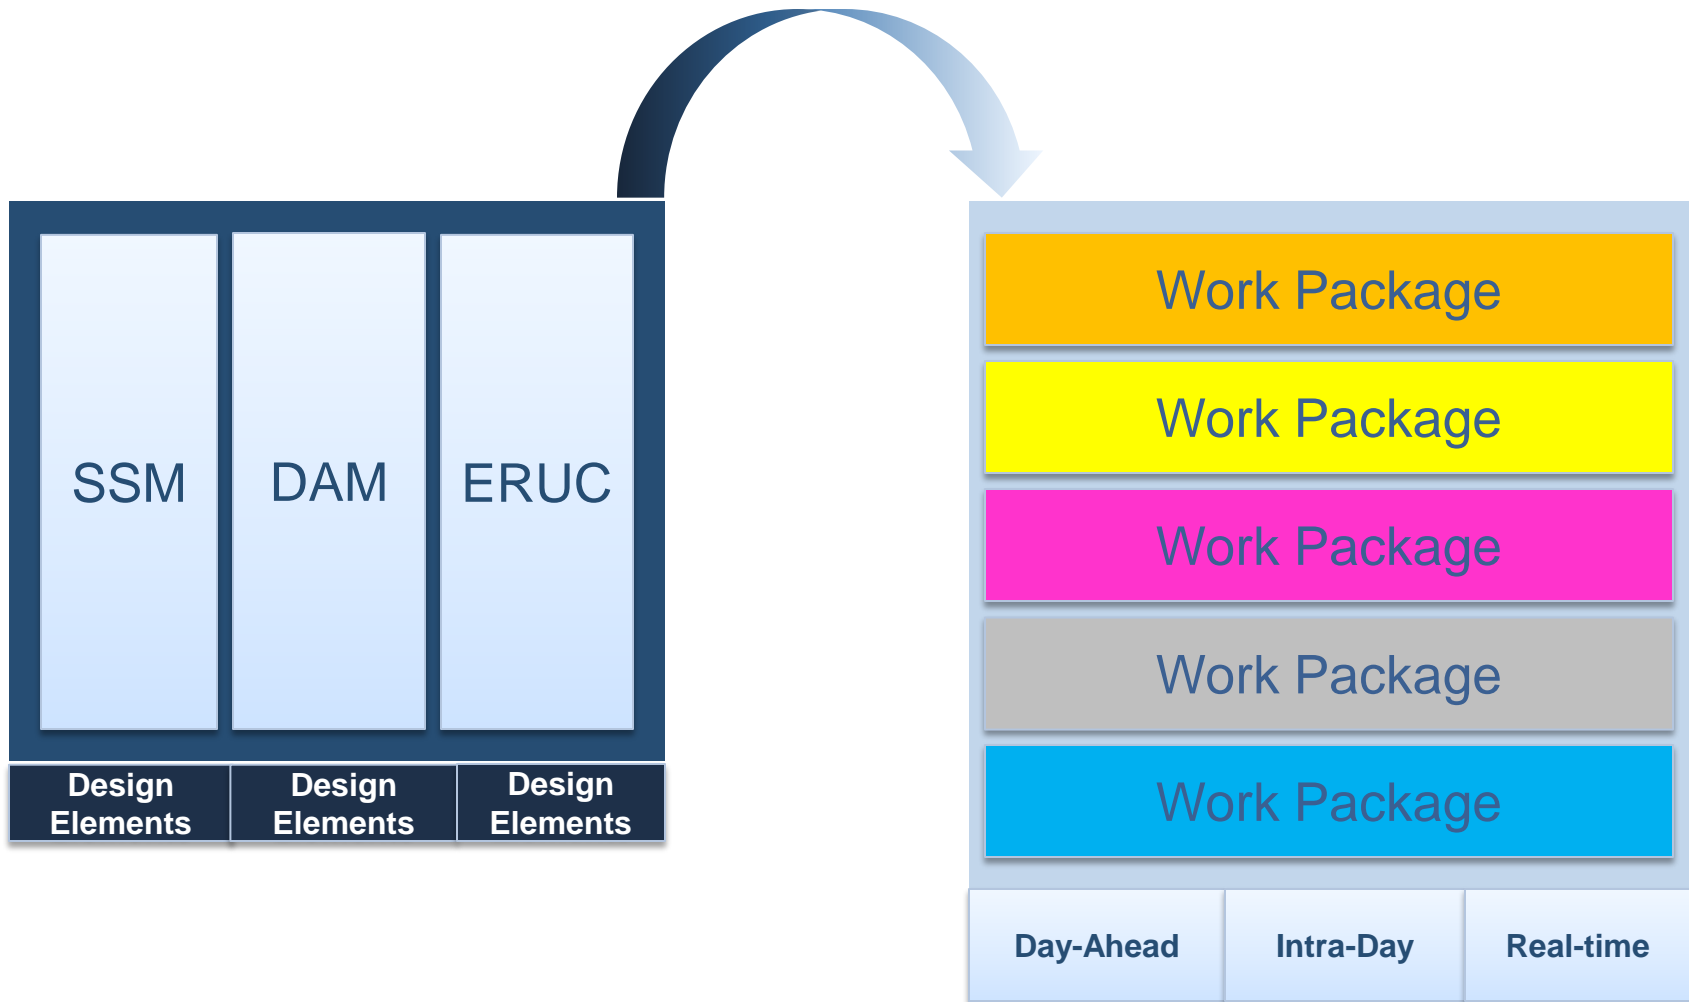 SSM
DAM
ERUC
Design
Elements
Design
Elements
Design
Elements
Work Package
Work Package
Work Package
Work Package
Work Package
Day-Ahead
Intra-Day
Real-time